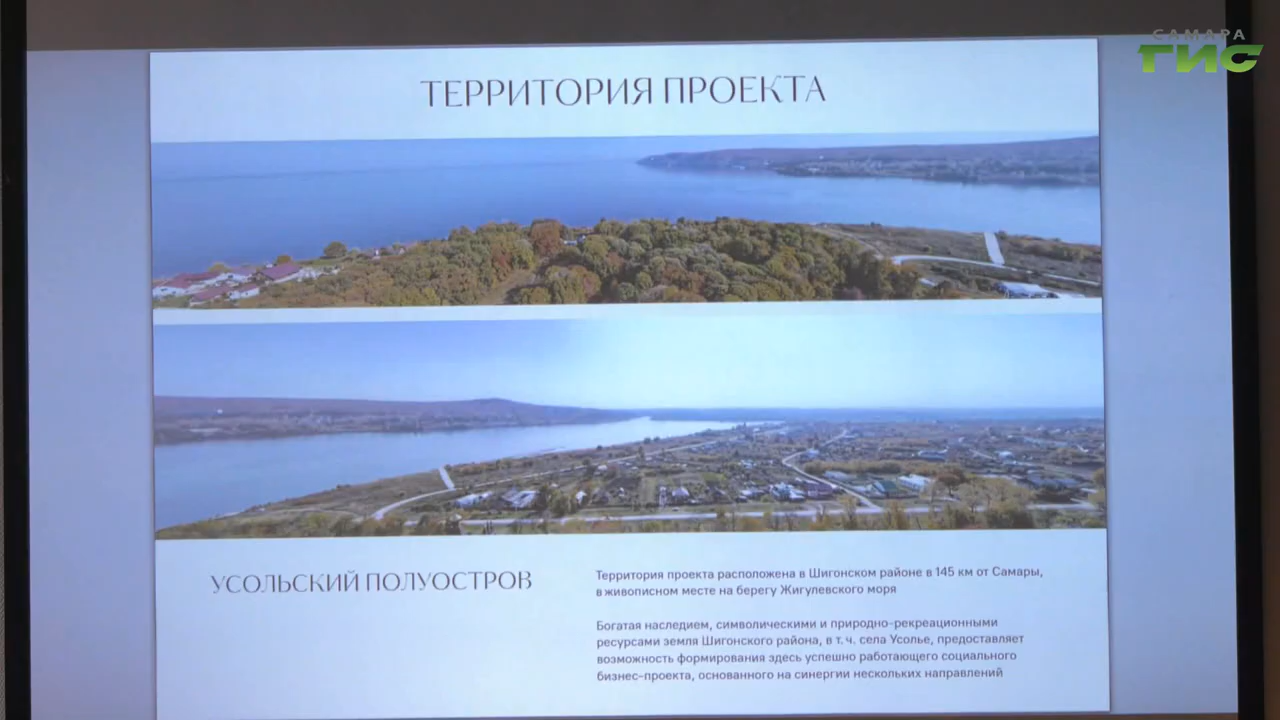 САМАРА
ГИС
ТЕРРИТОРИЯ ПРОЕКТА
УСОЛЬСКИЙ ПОЛУОСТРОВ
Территория проекта расположена в Шигонском районе в 145 км от Самары,
в живописном месте на берегу Жигулевского моря
Богатая наследием, символическими и природно-рекреационными
ресурсами земля Шигонского района, в т. ч. села Усолье, предоставляет
возможность формирования здесь успешно работающего социального
бизнес-проекта, основанного на синергии нескольких направлений